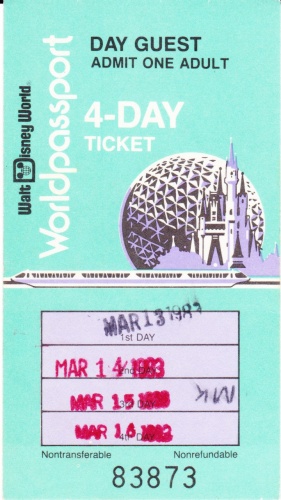 DAY GUEST
ADMIT ONE ADULT
Walt Disney World®
Worldpassport
4-DAY
TICKET
MAR 13 1983
1st DAY
MAR 14 1983
2nd DAY
MAR 15
3rd DAY
MAR 16
4th DAY
Nontransferable Nonrefundable
83873